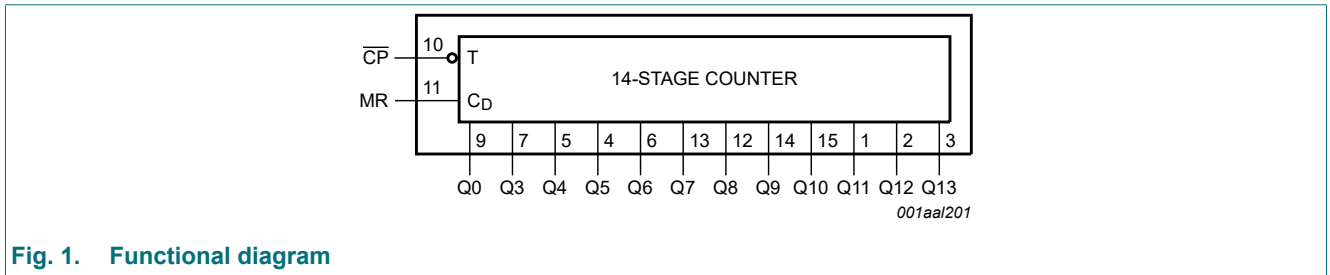 10
CP
T
14-STAGE COUNTER
11
MR
CD
9 7 5 4 6 13 12 14 15 1 2 3
Q0 Q3 Q4 Q5 Q6 Q7 Q8 Q9 Q10 Q11 Q12 Q13
001aal201
Fig. 1. Functional diagram